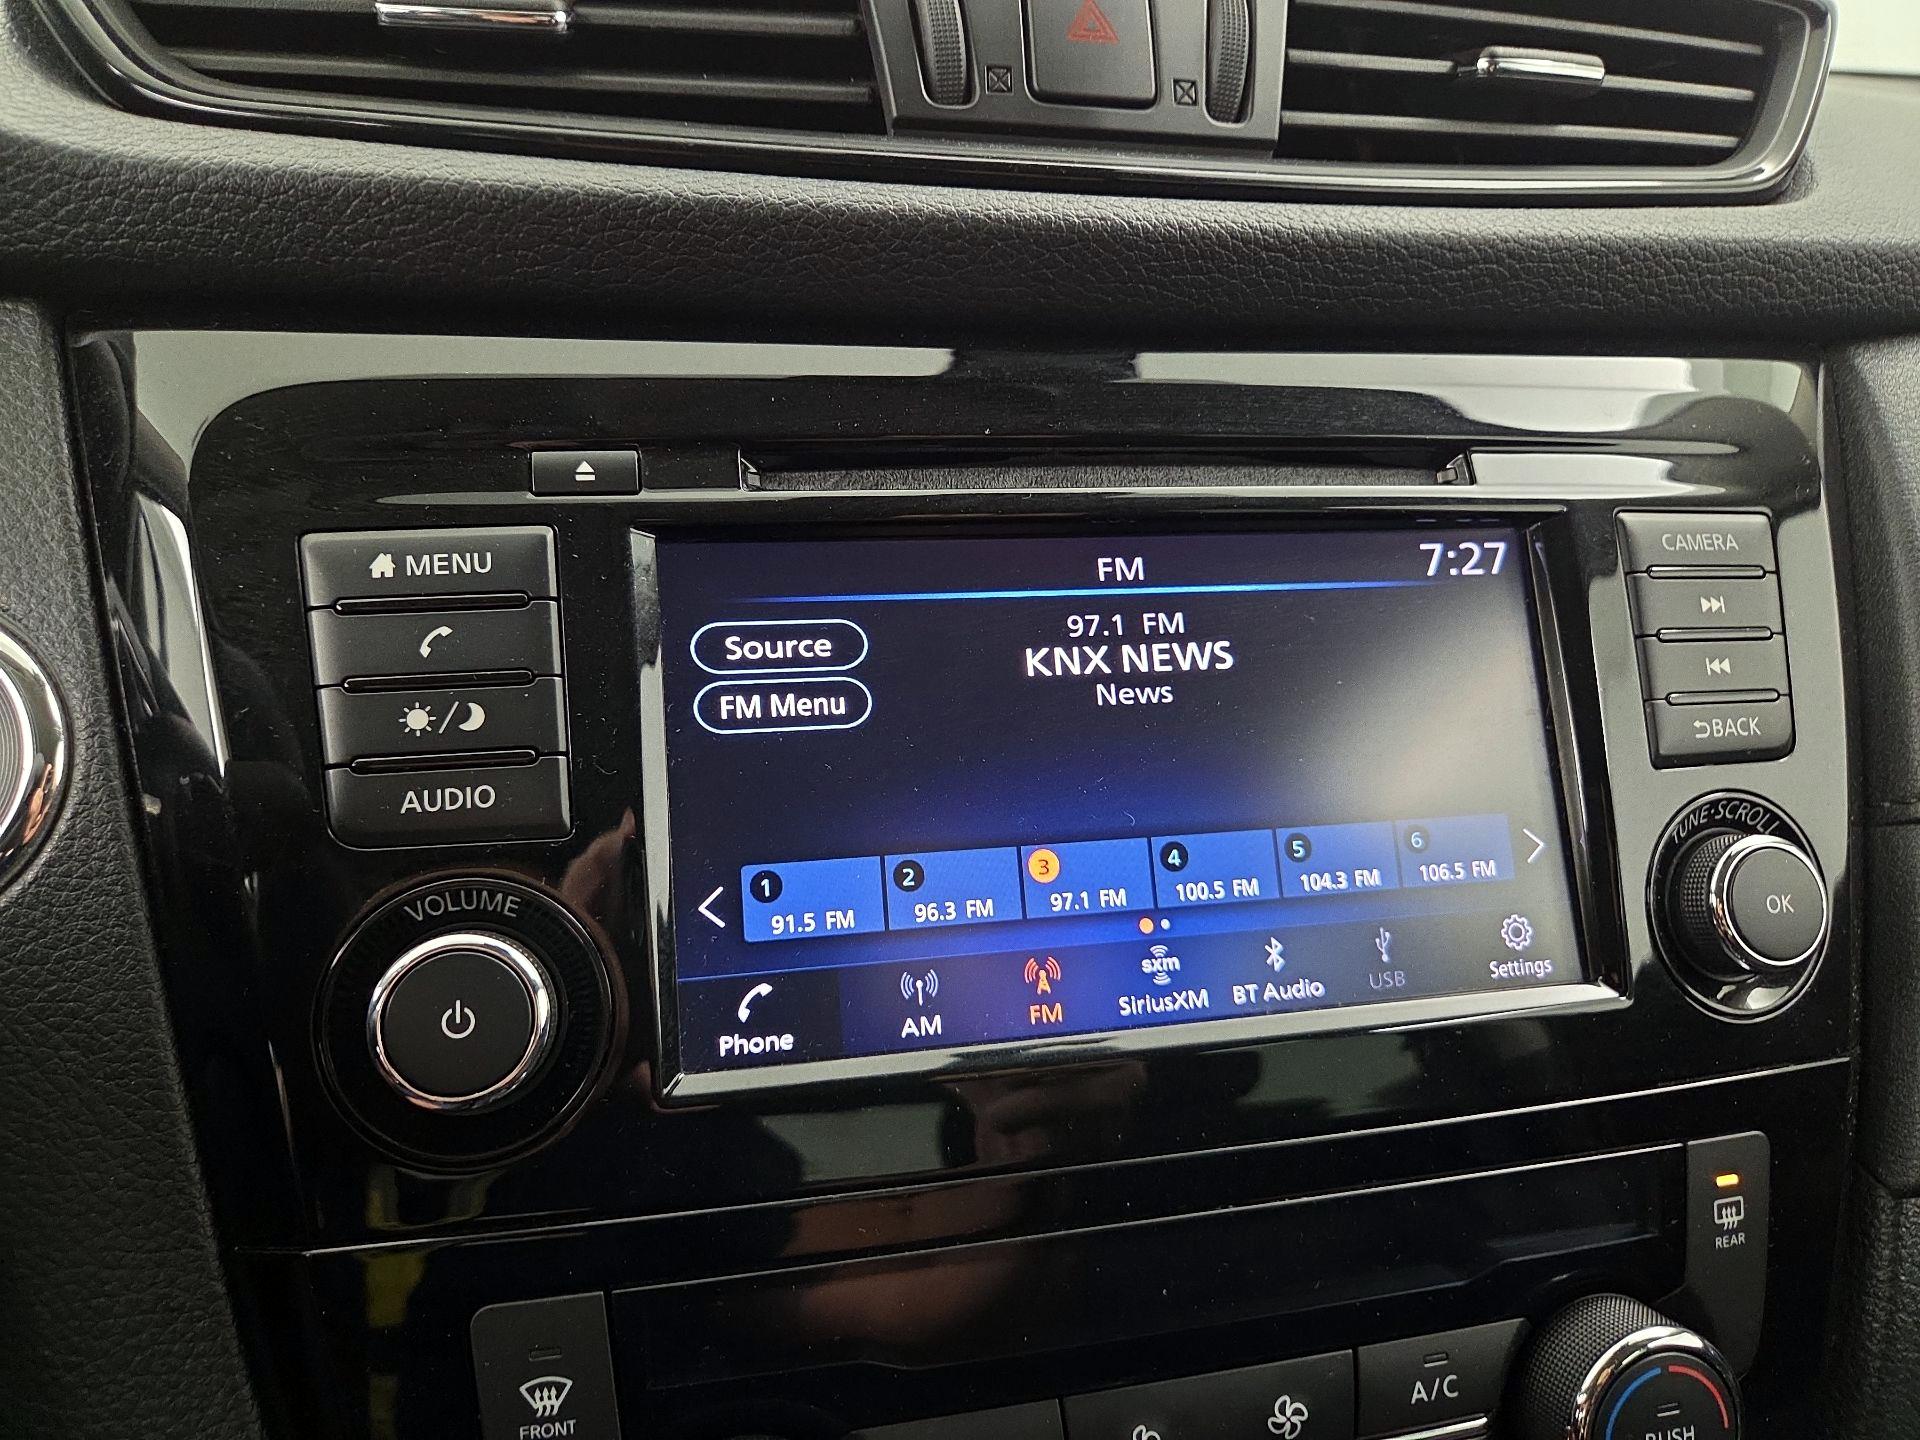 MENU
AUDIO
VOLUME
FM
7:27
Source
FM Menu
97.1 FM
KNX NEWS
News
1
91.5 FM
2
96.3 FM
3
97.1 FM
4
100.5 FM
5
104.3 FM
6
106.5 FM
Phone
AM
FM
sxm
SiriusXM
BT Audio
USB
Settings
CAMERA
BACK
TUNE·SCROLL
OK
REAR
FRONT
A/C
PUSH